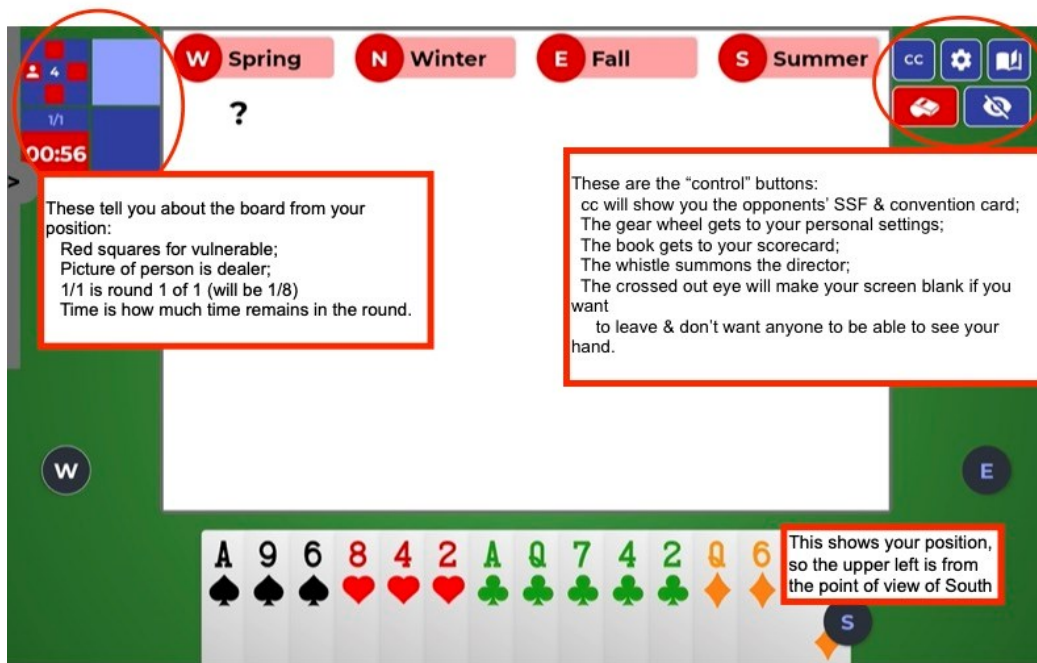 W Spring N Winter E Fall S Summer
cc
4
1/1
00:56
?
>
These tell you about the board from your
position:
Red squares for vulnerable;
Picture of person is dealer;
1/1 is round 1 of 1 (will be 1/8)
Time is how much time remains in the round.
These are the “control” buttons:
cc will show you the opponents’ SSF & convention card;
The gear wheel gets to your personal settings;
The book gets to your scorecard;
The whistle summons the director;
The crossed out eye will make your screen blank if you
want
to leave & don’t want anyone to be able to see your
hand.
W
E
A 9 6 8 4 2 A Q 7 4 2 Q 6
This shows your position,
so the upper left is from
the point of view of South
S